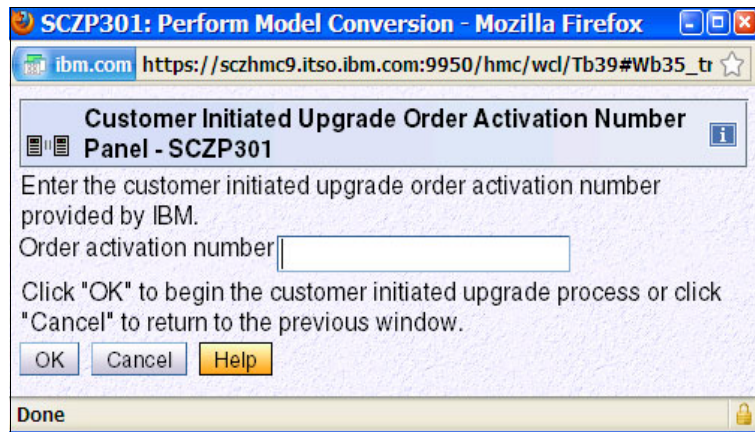 SCZP301: Perform Model Conversion - Mozilla Firefox
ibm.com https://sczhmc9.itso.ibm.com:9950/hmc/wcl/Tb39#Wb35_tr
Customer Initiated Upgrade Order Activation Number
Panel - SCZP301
Enter the customer initiated upgrade order activation number
provided by IBM.
Order activation number
Click "OK" to begin the customer initiated upgrade process or click
"Cancel" to return to the previous window.
OK Cancel Help
Done